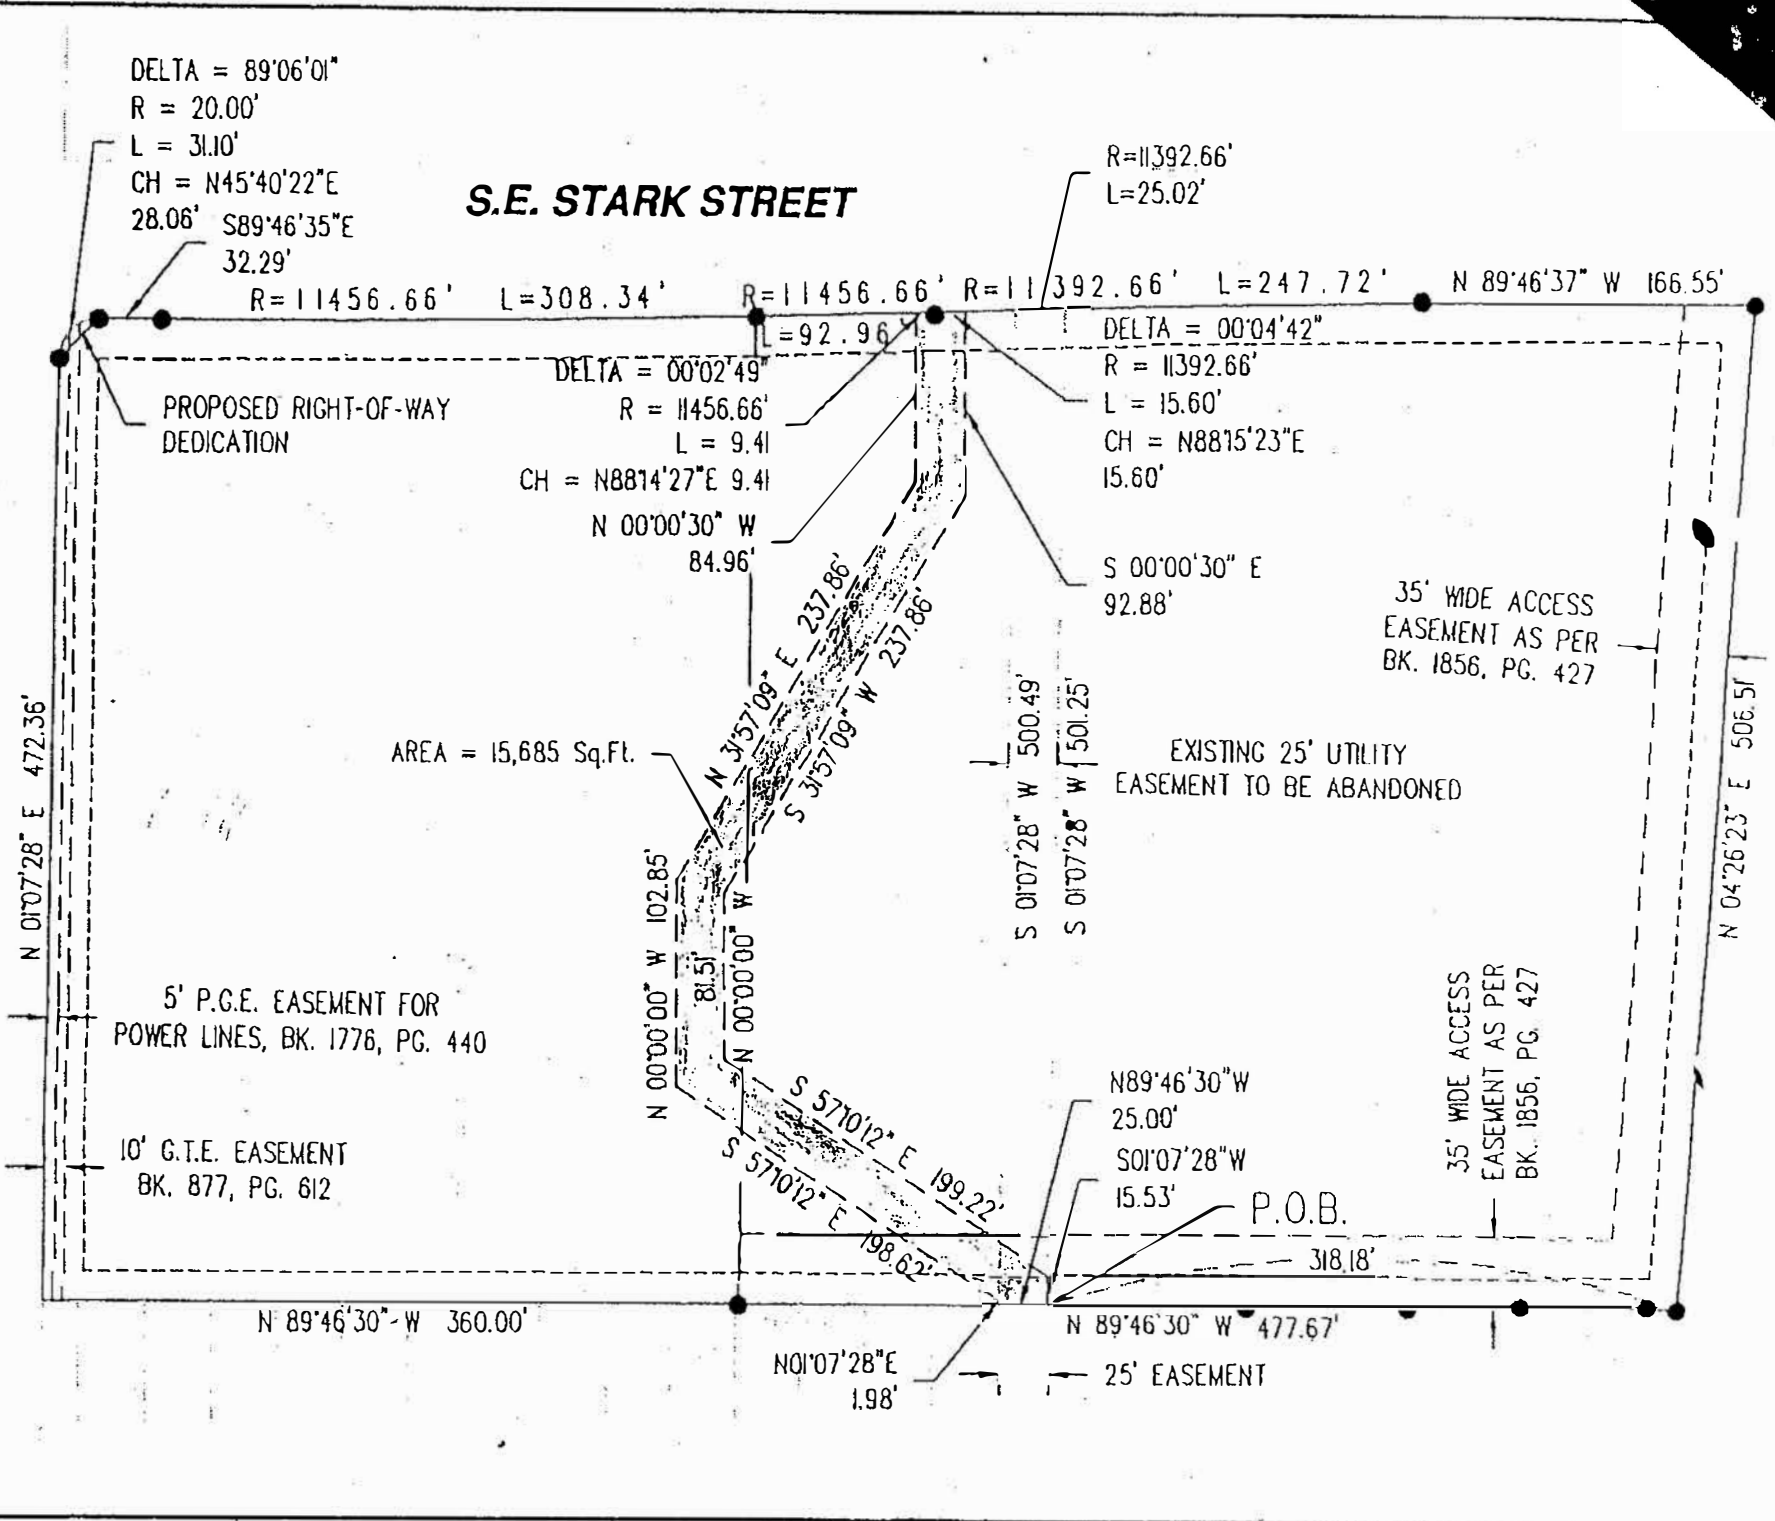 DELTA = 89°06'01"
R = 20.00'
L = 31.10'
CH = N45°40'22"E
28.06'
S89°46'35"E
32.29'
S.E. STARK STREET
R=11392.66'
L=25.02'
R=11456.66' L=308.34'
R=11456.66'
L=92.96
R=11392.66' L=247.72'
N 89°46'37" W 166.55'
DELTA = 00°02'49"
R = 11456.66'
L = 9.41
CH = N88°14'27"E 9.41
N 00°00'30" W
84.96'
DELTA = 00°04'42"
R = 11392.66'
L = 15.60'
CH = N88°15'23"E
15.60'
S 00°00'30" E
92.88'
PROPOSED RIGHT-OF-WAY
DEDICATION
35' WIDE ACCESS
EASEMENT AS PER
BK. 1856, PG. 427
N 31°57'09" E 237.86'
S 31°57'09" W 237.86'
AREA = 15,685 Sq.Ft.
S 01°07'28" W 500.49'
S 01°07'28" W 501.25'
EXISTING 25' UTILITY
EASEMENT TO BE ABANDONED
N 01°07'28" E 472.36'
N 04°26'23" E 506.51'
N 00°00'00" W 102.85'
81.51'
N 00°00'00" W
5' P.G.E. EASEMENT FOR
POWER LINES, BK. 1776, PG. 440
10' G.T.E. EASEMENT
BK. 877, PG. 612
S 57°10'12" E 199.22'
S 57°10'12" E 198.62'
N89°46'30"W
25.00'
S01°07'28"W
15.53'
P.O.B.
35' WIDE ACCESS
EASEMENT AS PER
BK. 1856, PG. 427
318.18'
N 89°46'30" W 360.00'
N 89°46'30" W 477.67'
N01°07'28"E
1.98'
25' EASEMENT